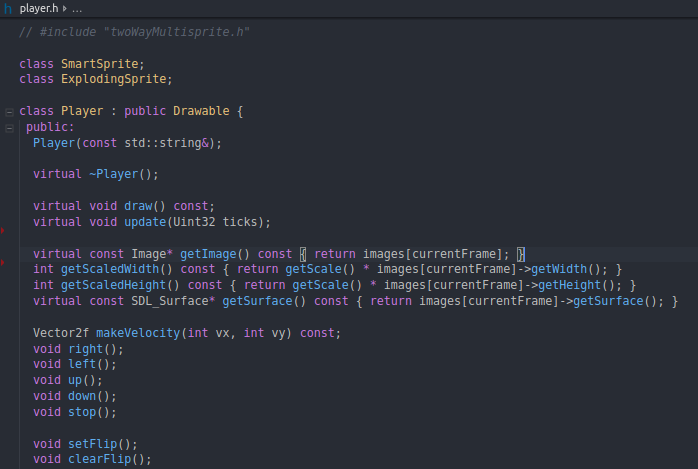 player.h › ...
// #include "twoWayMultisprite.h"
class SmartSprite;
class ExplodingSprite;
class Player : public Drawable {
public:
Player(const std::string&);
virtual ~Player();
virtual void draw() const;
virtual void update(Uint32 ticks);
virtual const Image* getImage() const { return images[currentFrame]; }
int getScaledWidth() const { return getScale() * images[currentFrame]->getWidth(); }
int getScaledHeight() const { return getScale() * images[currentFrame]->getHeight(); }
virtual const SDL_Surface* getSurface() const { return images[currentFrame]->getSurface(); }
Vector2f makeVelocity(int vx, int vy) const;
void right();
void left();
void up();
void down();
void stop();
void setFlip();
void clearFlip();